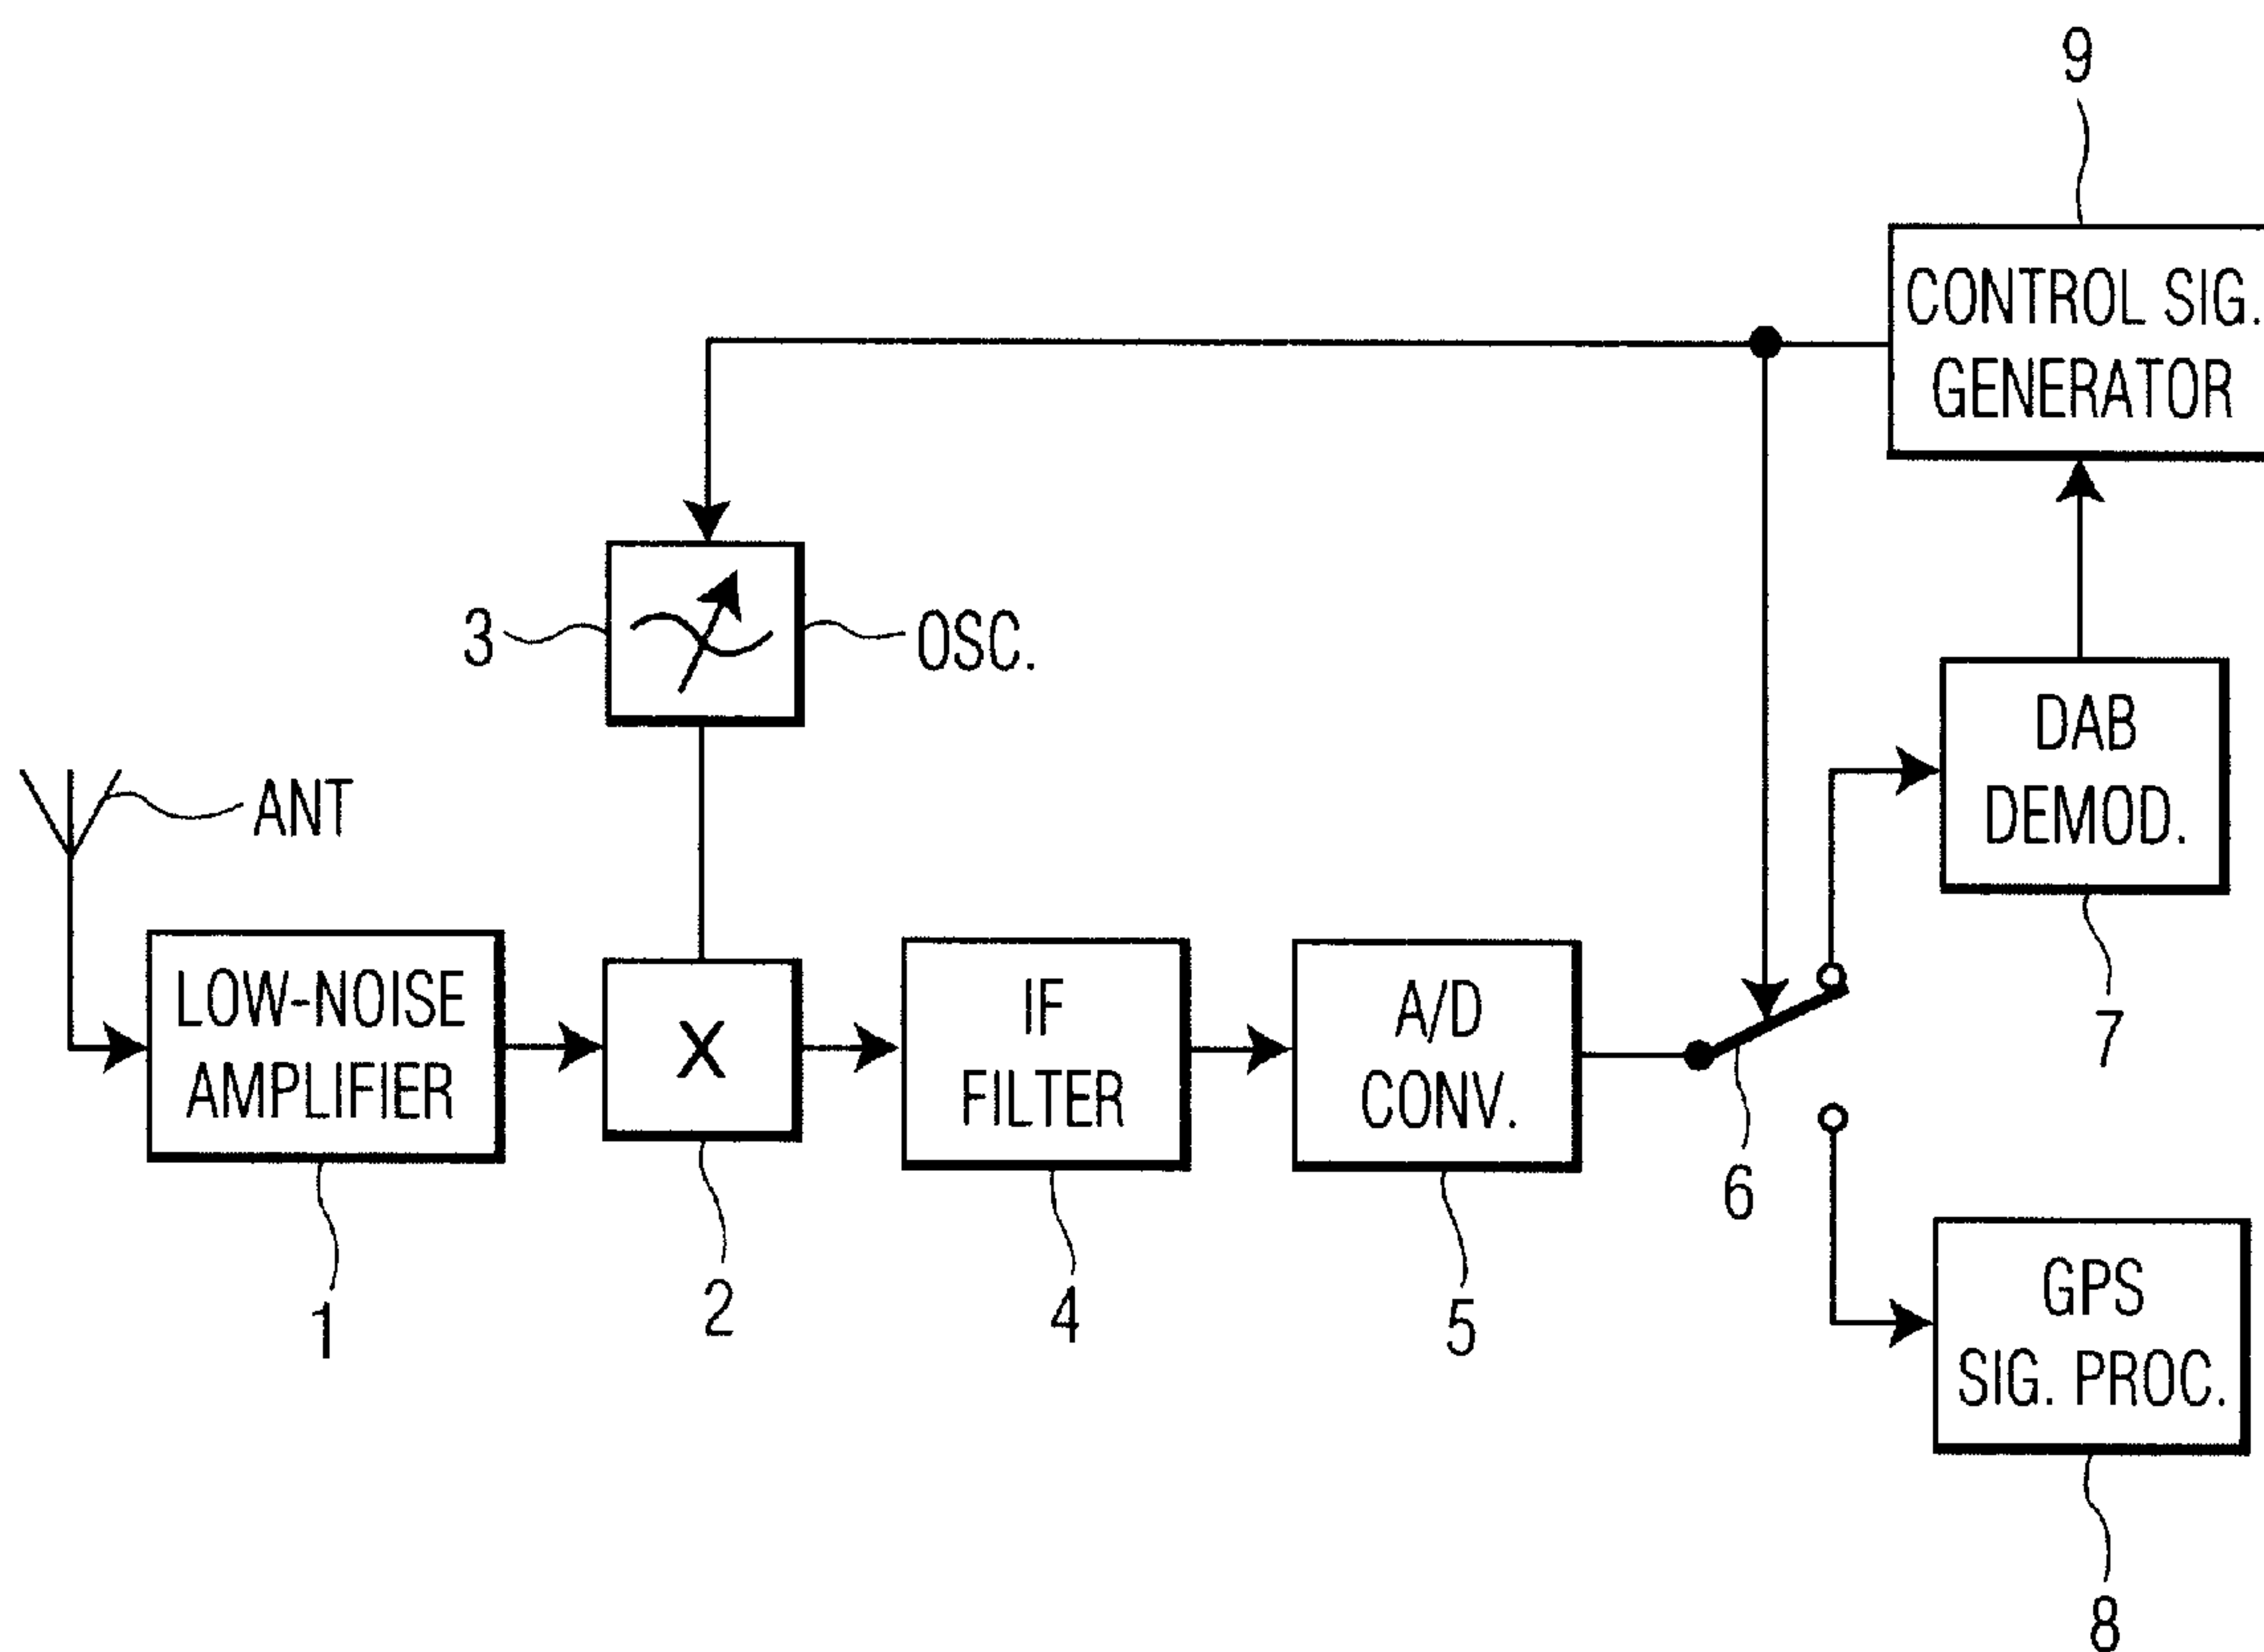 9
CONTROL SIG.
GENERATOR
3
OSC.
DAB
DEMOD.
ANT
LOW-NOISE
AMPLIFIER
X
IF
FILTER
A/D
CONV.
7
6
GPS
SIG. PROC.
1
2
4
5
8